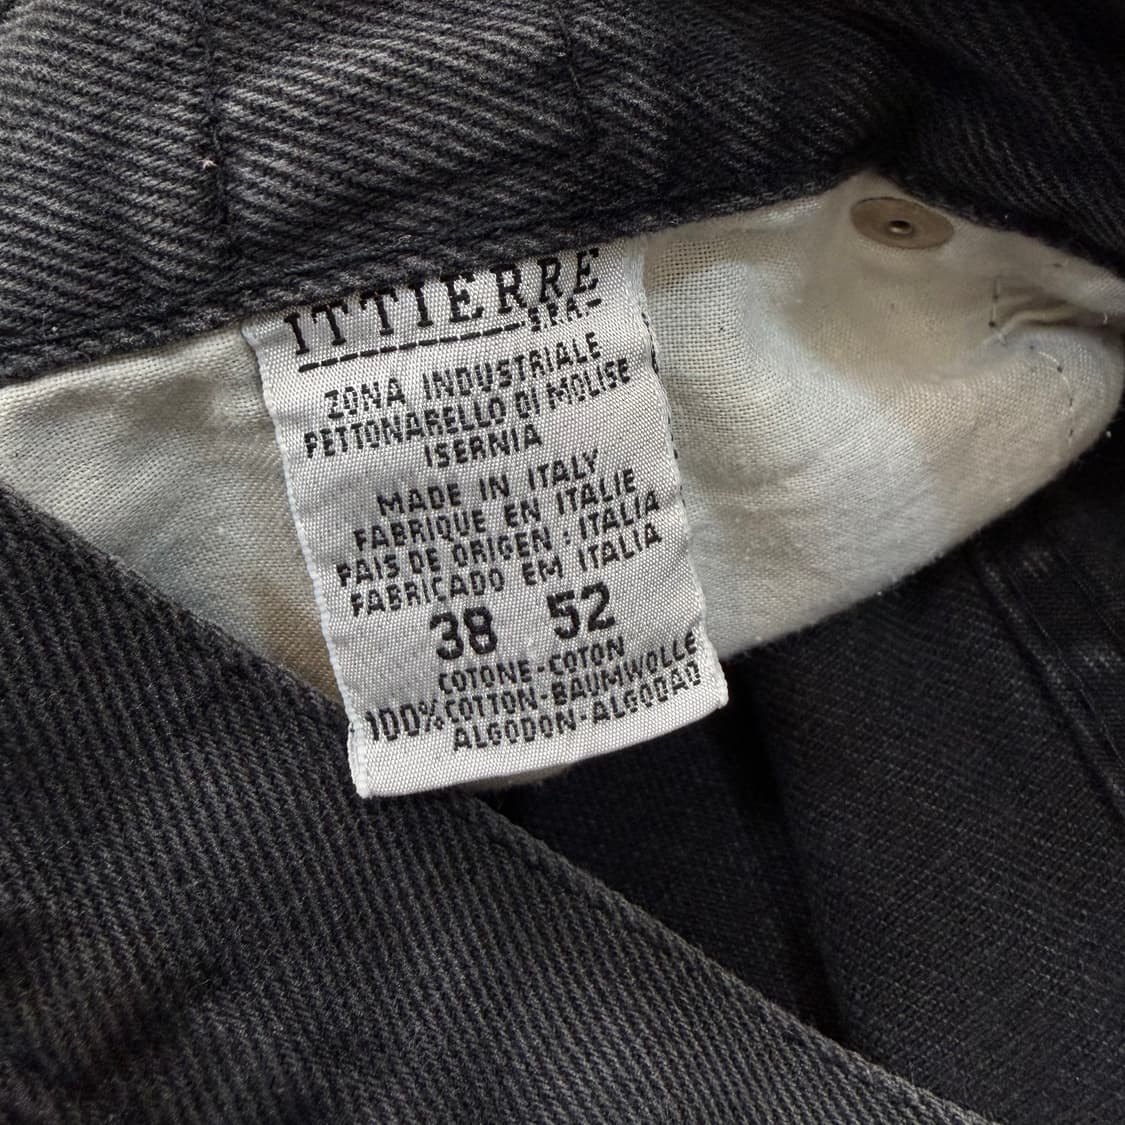 ITTIERRE
S.P.A.
ZONA INDUSTRIALE
PETTONARELLO DI MOLISE
ISERNIA
MADE IN ITALY
FABRIQUE EN ITALIE
PAIS DE ORIGEN : ITALIA
FABRICADO EM ITALIA
38 52
COTONE-COTON
100% COTTON-BAUMWOLLE
ALGODON-ALGODAO